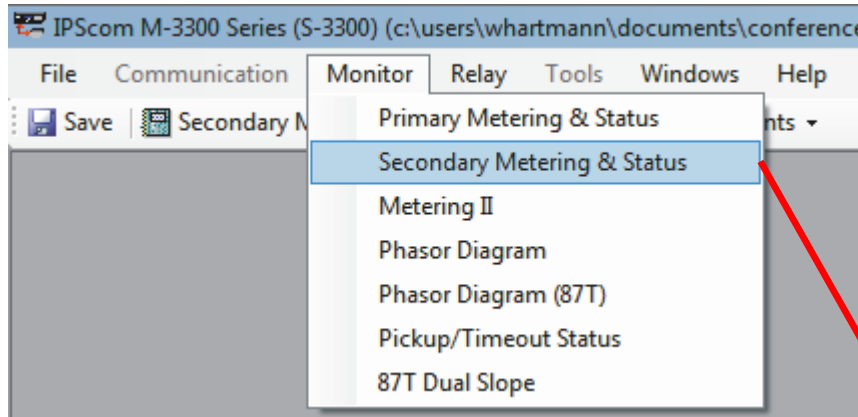 IPScom M-3300 Series (S-3300) (c:\users\whartmann\documents\conference
File Communication Monitor Relay Tools Windows Help
Save Secondary M nts
Primary Metering & Status
Secondary Metering & Status
Metering II
Phasor Diagram
Phasor Diagram (87T)
Pickup/Timeout Status
87T Dual Slope